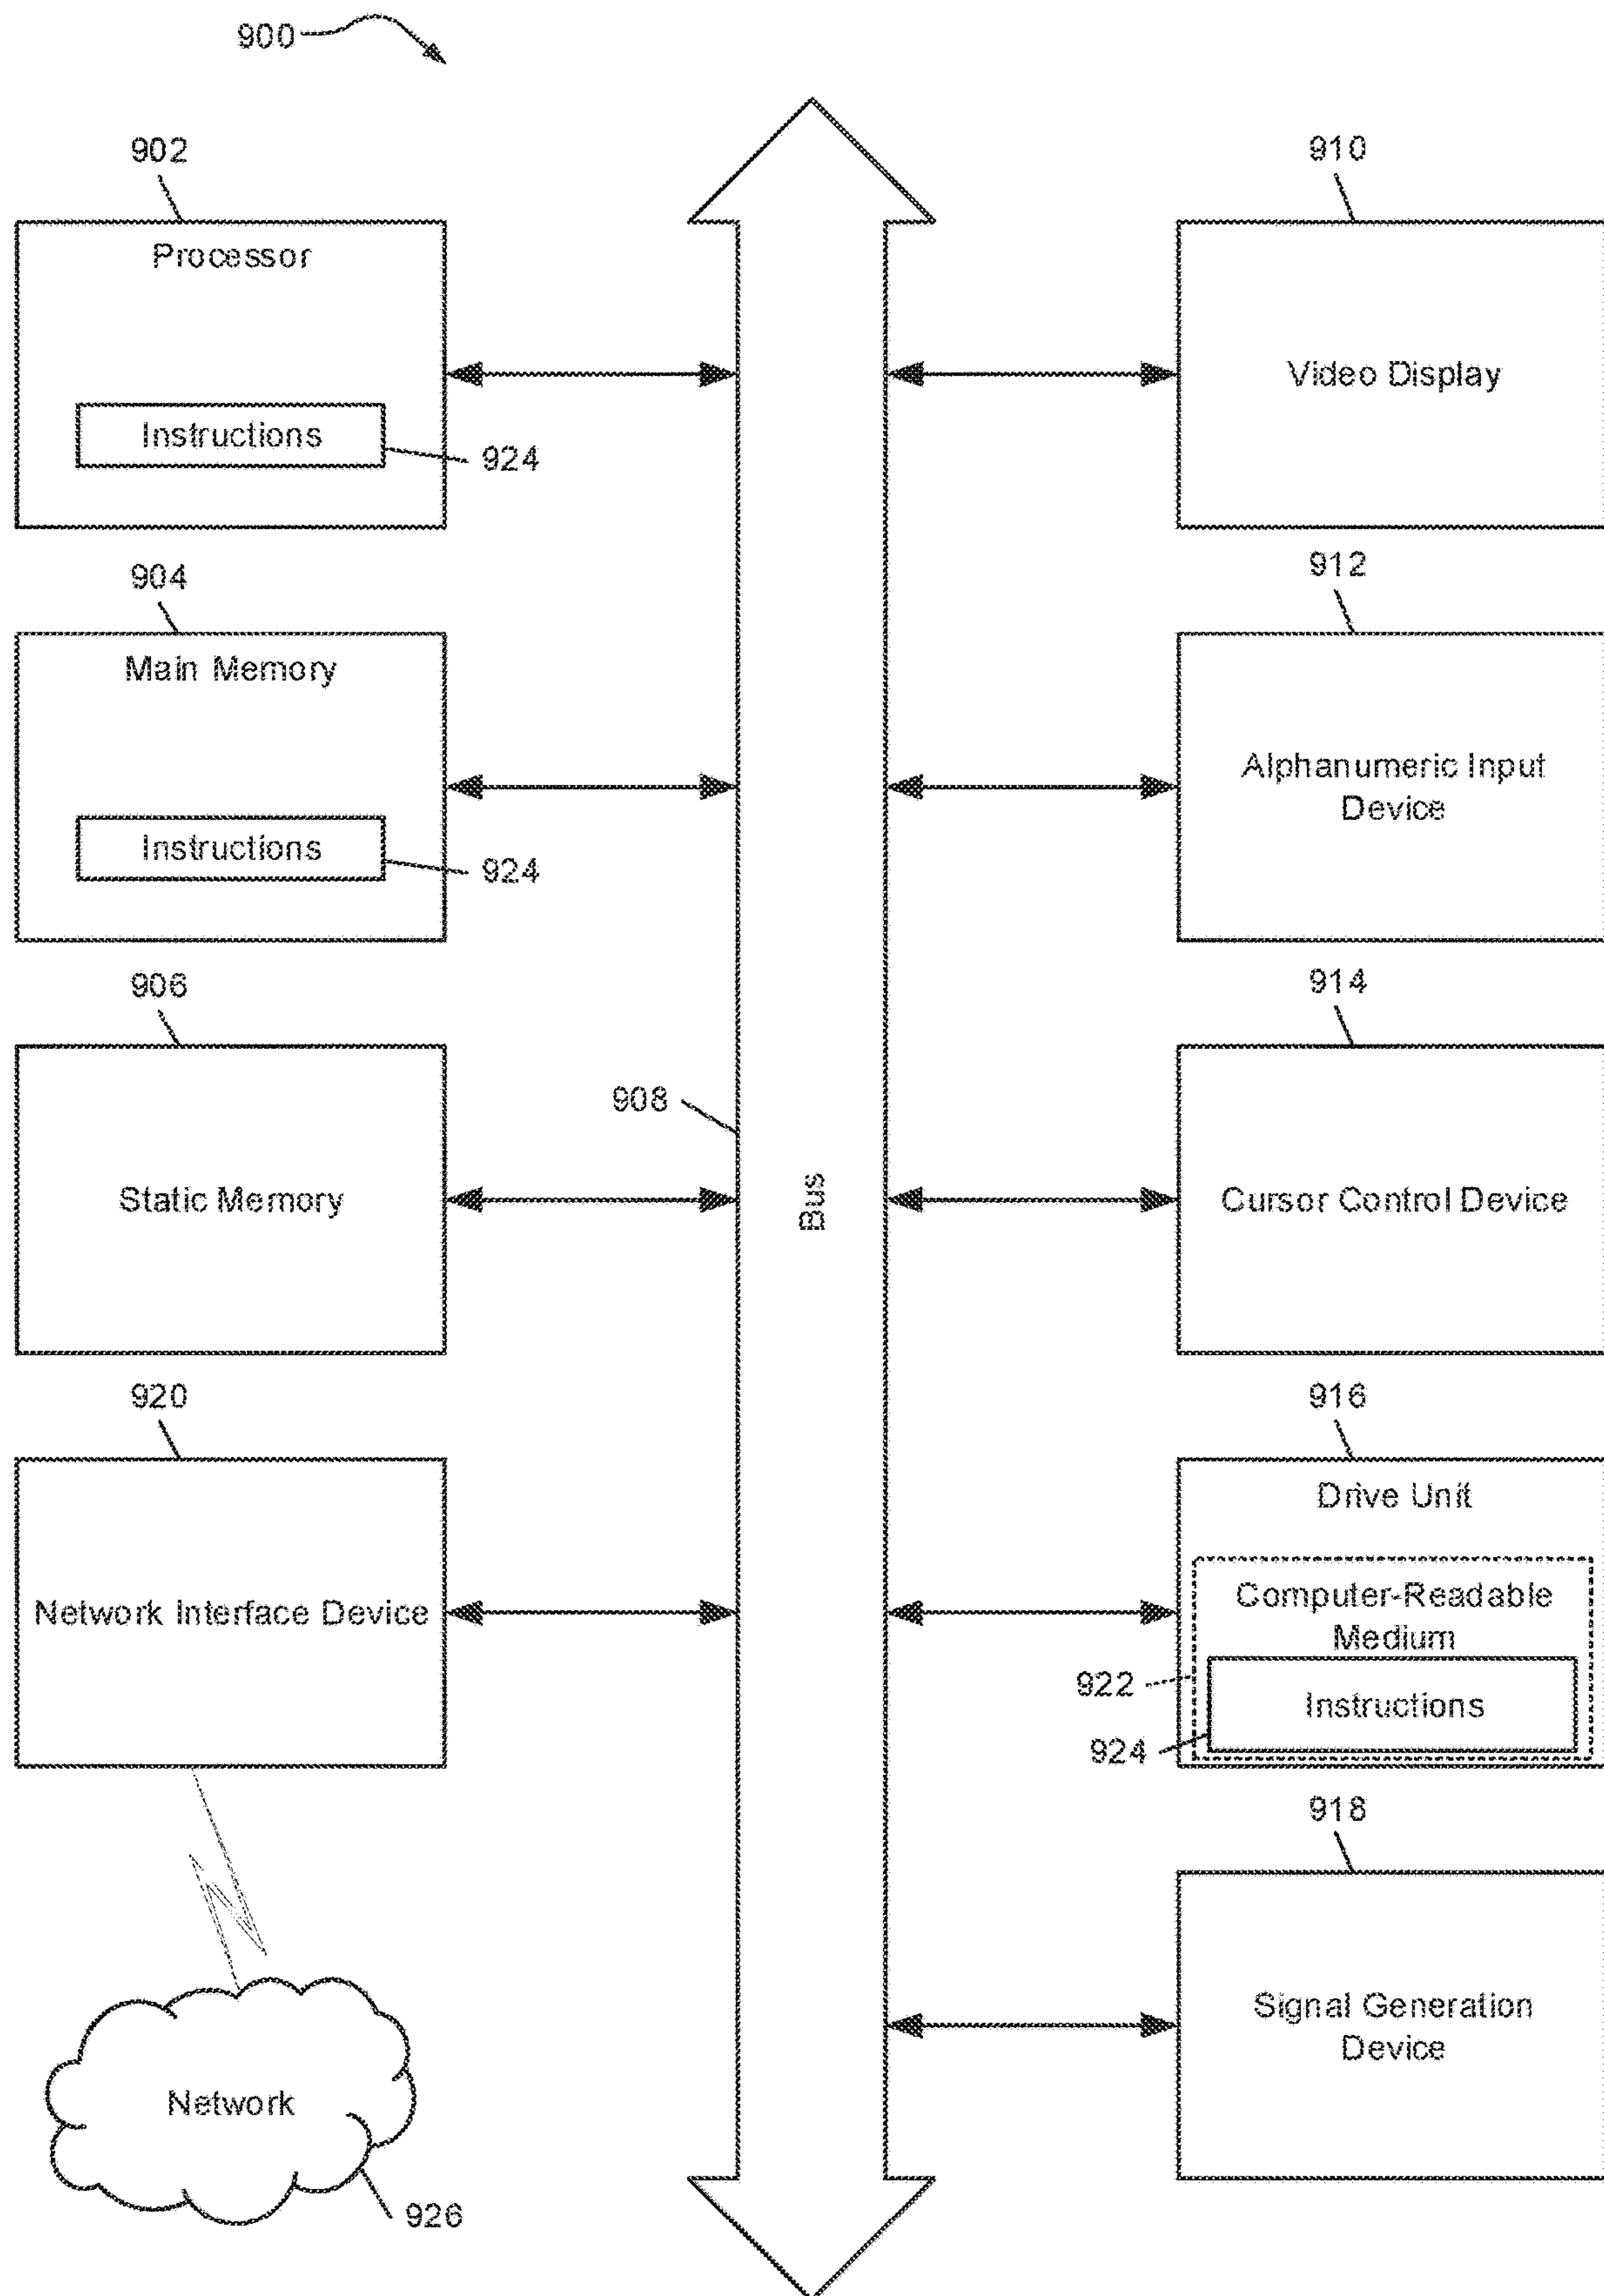 900
902
Processor
Instructions
924
904
Main Memory
Instructions
924
906
Static Memory
920
Network Interface Device
Network
926
908
Bus
910
Video Display
912
Alphanumeric Input
Device
914
Cursor Control Device
916
Drive Unit
Computer-Readable
Medium
922
Instructions
924
918
Signal Generation
Device